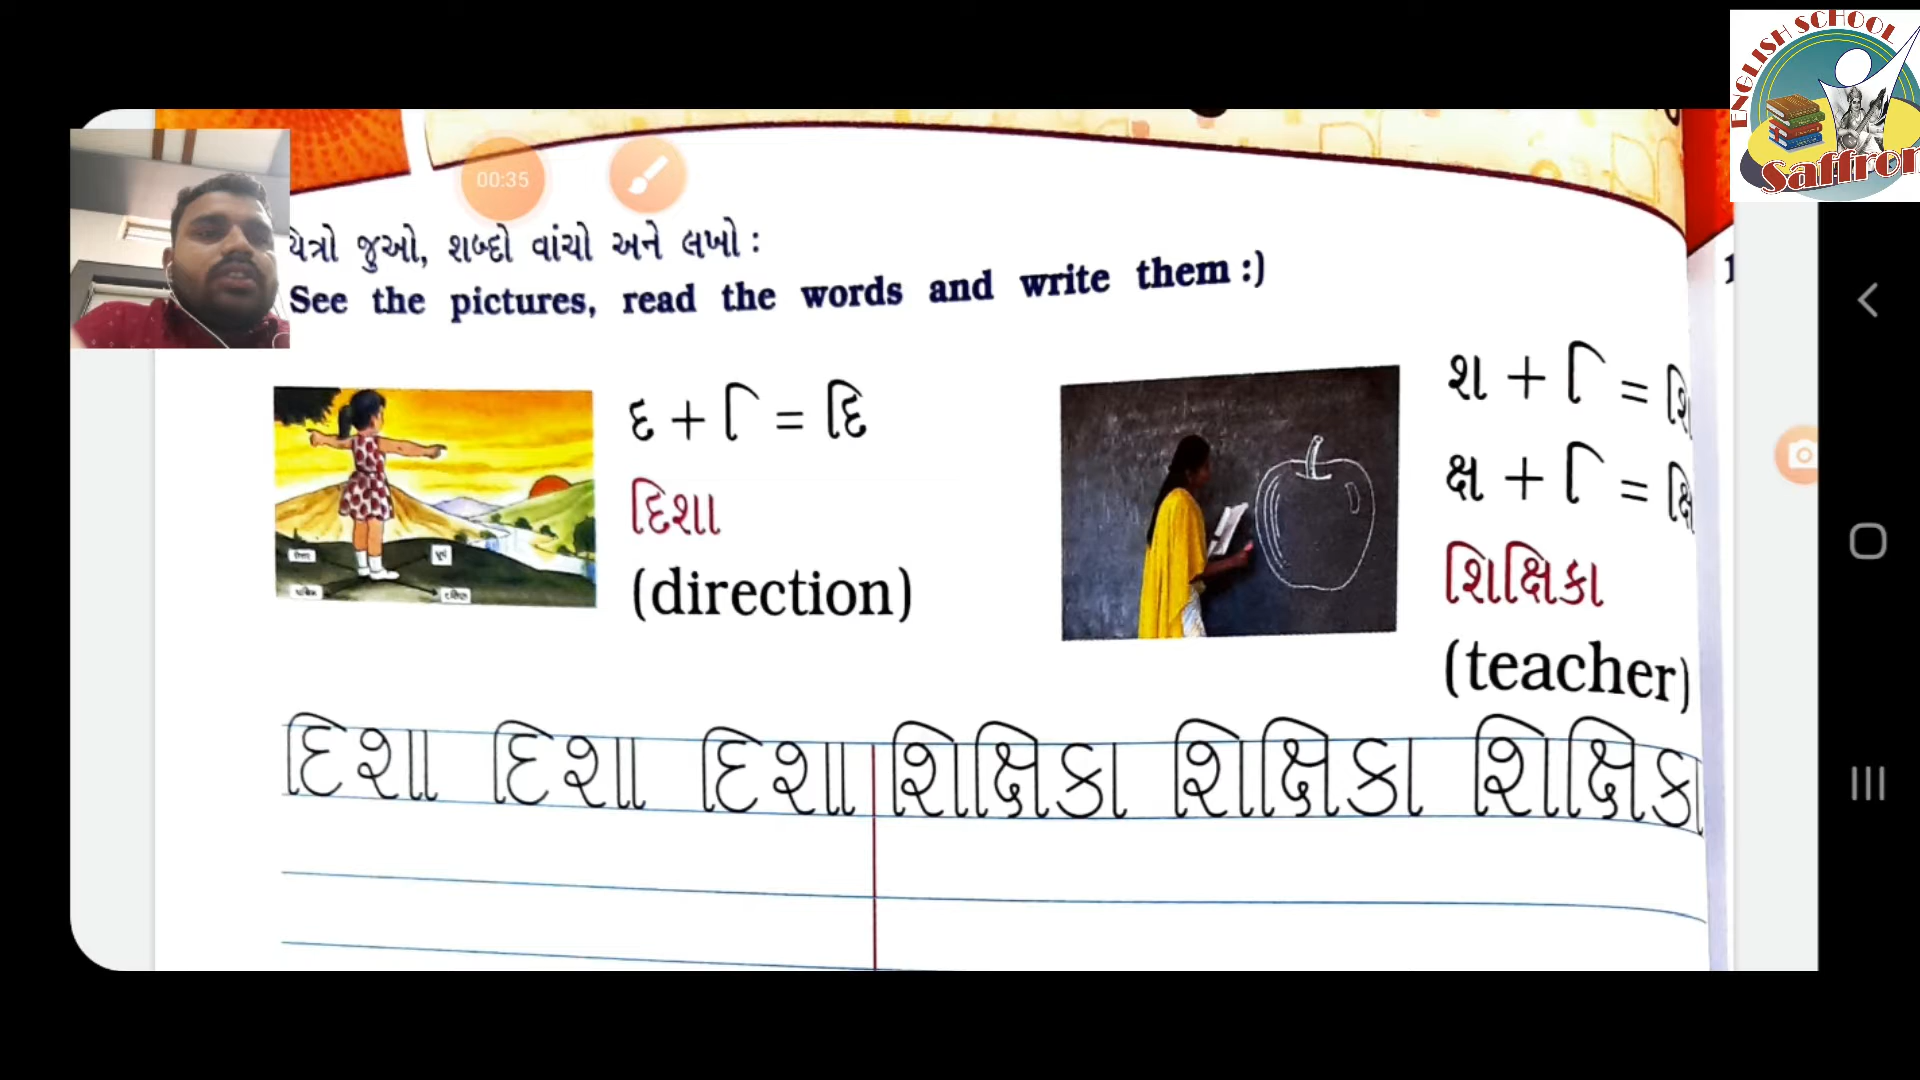 ENGLISH SCHOOL
Saffron
00:35
જુઓ, શબ્દો વાંચો અને લખો :
See the pictures, read the words and write them :)
દ + િ = દિ
દિશા
(direction)
શ + િ = શિ
ક્ષ + િ = ક્ષિ
શિક્ષિકા
(teacher)
દિશા દિશા દિશા શિક્ષિકા શિક્ષિકા શિક્ષિકા